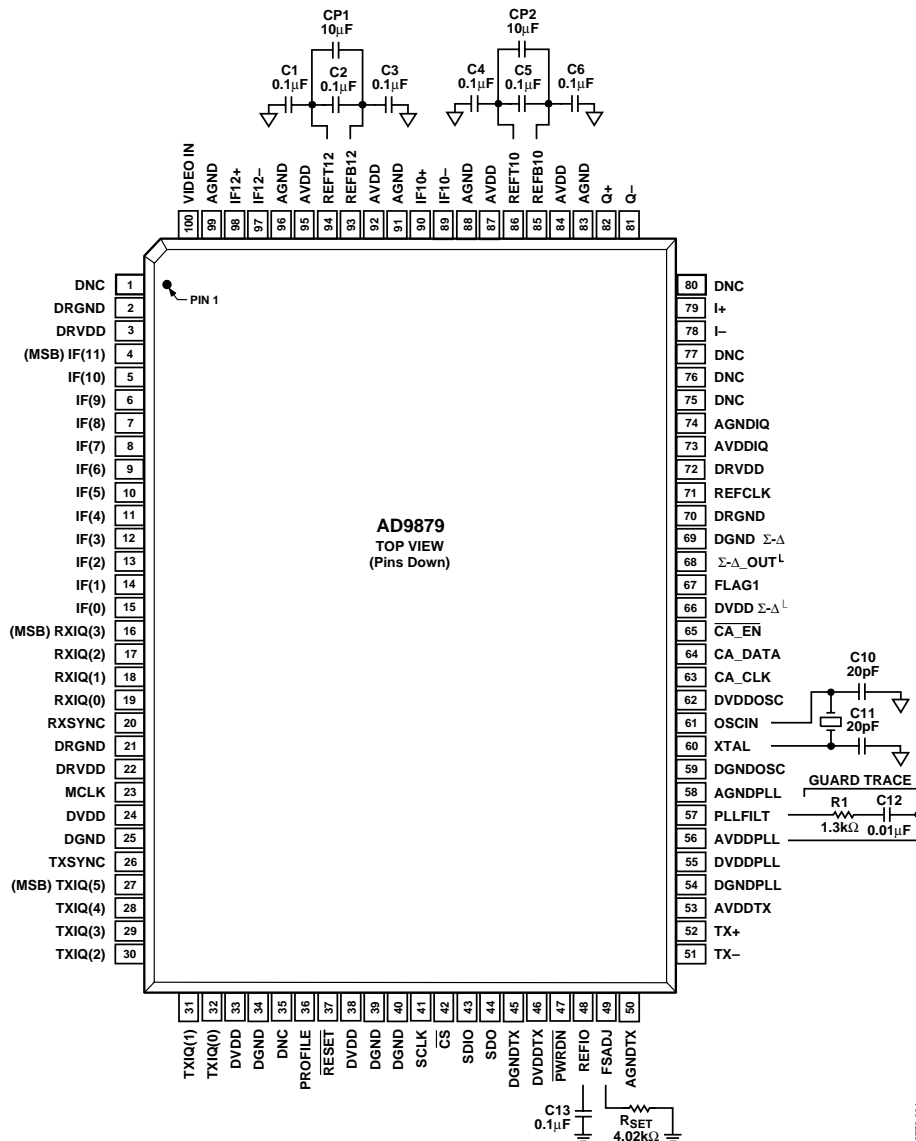 CP1
10µF
C1
0.1µF
C2
0.1µF
C3
0.1µF
CP2
10µF
C4
0.1µF
C5
0.1µF
C6
0.1µF
VIDEO IN
AGND
IF12+
IF12–
AGND
AVDD
REFT12
REFB12
AVDD
AGND
IF10+
IF10–
AGND
AVDD
REFT10
REFB10
AVDD
AGND
Q+
Q–
100
99
98
97
96
95
94
93
92
91
90
89
88
87
86
85
84
83
82
81
DNC 1
DRGND 2
DRVDD 3
(MSB) IF(11) 4
IF(10) 5
IF(9) 6
IF(8) 7
IF(7) 8
IF(6) 9
IF(5) 10
IF(4) 11
IF(3) 12
IF(2) 13
IF(1) 14
IF(0) 15
(MSB) RXIQ(3) 16
RXIQ(2) 17
RXIQ(1) 18
RXIQ(0) 19
RXSYNC 20
DRGND 21
DRVDD 22
MCLK 23
DVDD 24
DGND 25
TXSYNC 26
(MSB) TXIQ(5) 27
TXIQ(4) 28
TXIQ(3) 29
TXIQ(2) 30
PIN 1
AD9879
TOP VIEW
(Pins Down)
80 DNC
79 I+
78 I–
77 DNC
76 DNC
75 DNC
74 AGNDIQ
73 AVDDIQ
72 DRVDD
71 REFCLK
70 DRGND
69 DGND Σ-Δ
68 Σ-Δ_OUT
67 FLAG1
66 DVDD Σ-Δ
65 CA_EN
64 CA_DATA
63 CA_CLK
62 DVDDOSC
61 OSCIN
60 XTAL
59 DGNDOSC
58 AGNDPLL
57 PLLFILT
56 AVDDPLL
55 DVDDPLL
54 DGNDPLL
53 AVDDTX
52 TX+
51 TX–
C10
20pF
C11
20pF
GUARD TRACE
R1
1.3kΩ
C12
0.01µF
31
32
33
34
35
36
37
38
39
40
41
42
43
44
45
46
47
48
49
50
TXIQ(1)
TXIQ(0)
DVDD
DGND
DNC
PROFILE
RESET
DVDD
DGND
DGND
SCLK
CS
SDIO
SDO
DGNDTX
DVDDTX
PWRDN
REFIO
FSADJ
AGNDTX
C13
0.1µF
RSET
4.02kΩ